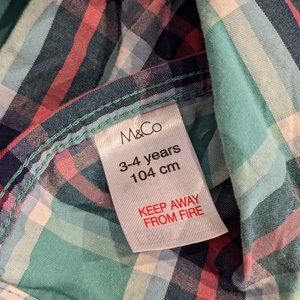 M&Co
3-4 years
104 cm
KEEP AWAY
FROM FIRE